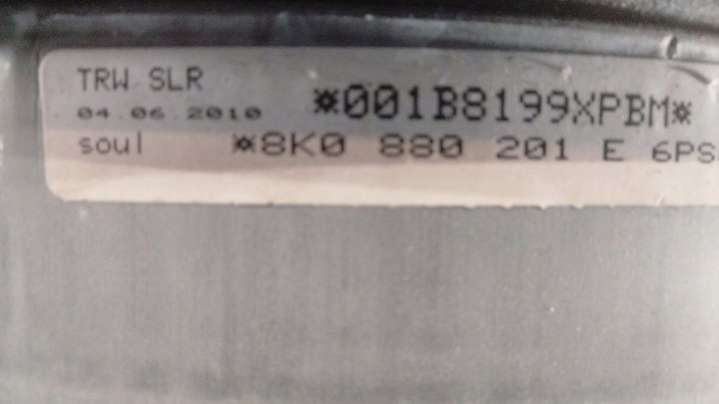 TRW SLR
04.06.2010 *001B8199XPBM*
soul *8K0 880 201 E 6PS